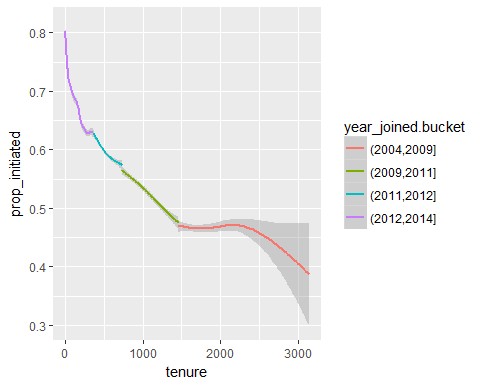 0.8
0.7
0.6
0.5
0.4
0.3
prop_initiated
0 1000 2000 3000
tenure
year_joined.bucket
(2004,2009]
(2009,2011]
(2011,2012]
(2012,2014]